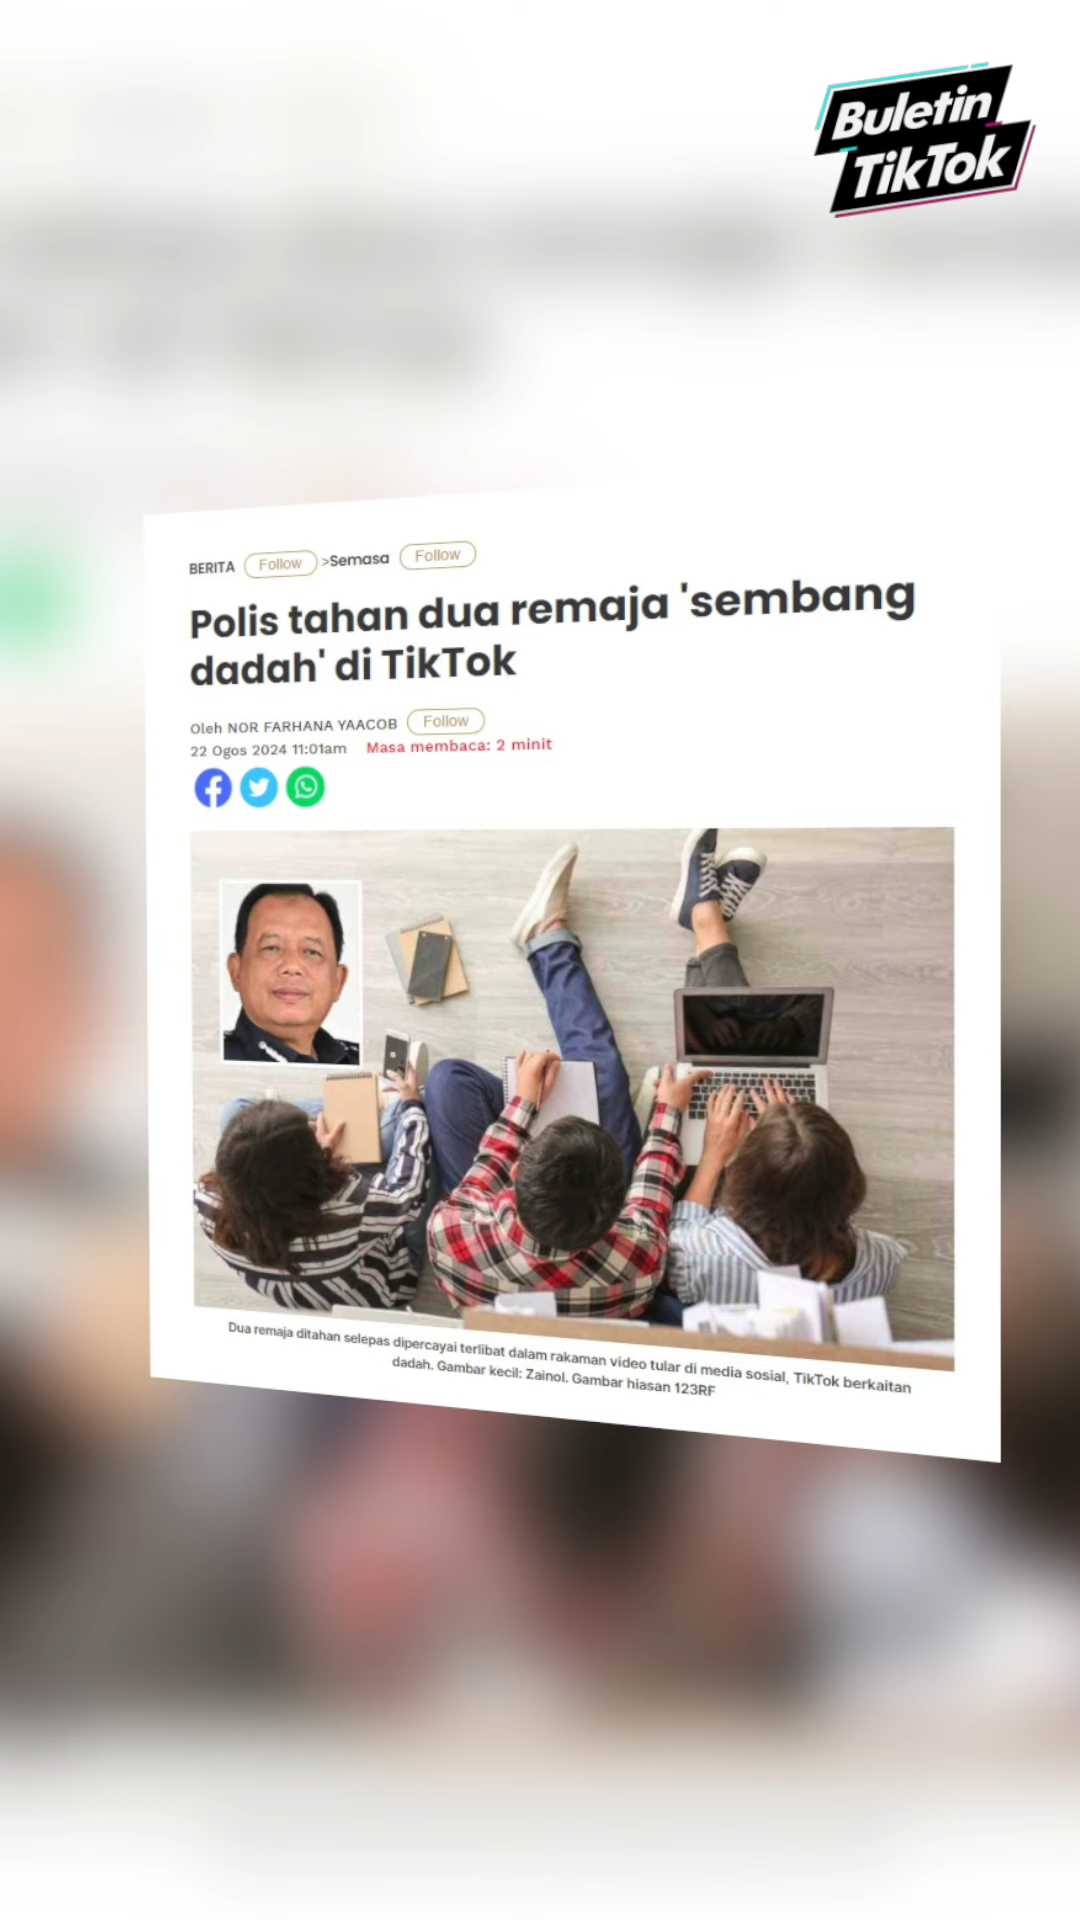 Buletin
TikTok
BERITA Follow >Semasa Follow
Polis tahan dua remaja 'sembang
dadah' di TikTok
Oleh NOR FARHANA YAACOB Follow
22 Ogos 2024 11:01am Masa membaca: 2 minit
Dua remaja ditahan selepas dipercayai terlibat dalam rakaman video tular di media sosial, TikTok berkaitan
dadah. Gambar kecil: Zainol. Gambar hiasan 123RF